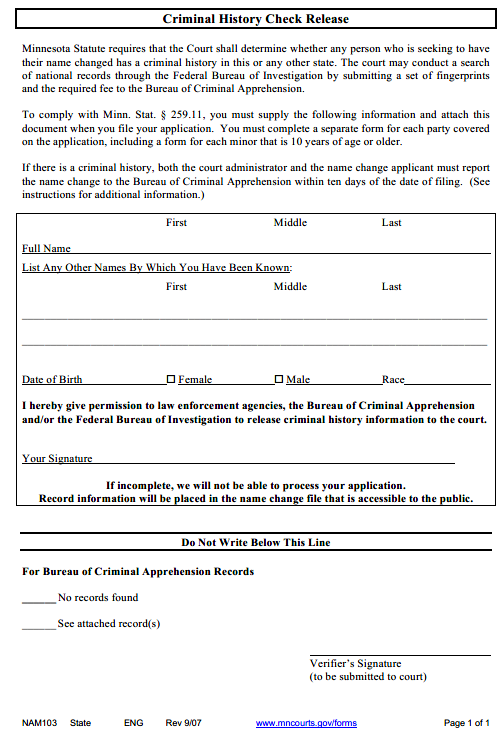 Criminal History Check Release
Minnesota Statute requires that the Court shall determine whether any person who is seeking to have
their name changed has a criminal history in this or any other state. The court may conduct a search
of national records through the Federal Bureau of Investigation by submitting a set of fingerprints
and the required fee to the Bureau of Criminal Apprehension.
To comply with Minn. Stat. § 259.11, you must supply the following information and attach this
document when you file your application. You must complete a separate form for each party covered
on the application, including a form for each minor that is 10 years of age or older.
If there is a criminal history, both the court administrator and the name change applicant must report
the name change to the Bureau of Criminal Apprehension within ten days of the date of filing. (See
instructions for additional information.)
First Middle Last
Full Name
List Any Other Names By Which You Have Been Known:
First Middle Last
Date of Birth ☐ Female ☐ Male Race
I hereby give permission to law enforcement agencies, the Bureau of Criminal Apprehension
and/or the Federal Bureau of Investigation to release criminal history information to the court.
Your Signature
If incomplete, we will not be able to process your application.
Record information will be placed in the name change file that is accessible to the public.
Do Not Write Below This Line
For Bureau of Criminal Apprehension Records
______ No records found
______ See attached record(s)
Verifier's Signature
(to be submitted to court)
NAM103 State ENG Rev 9/07 www.mncourts.gov/forms Page 1 of 1